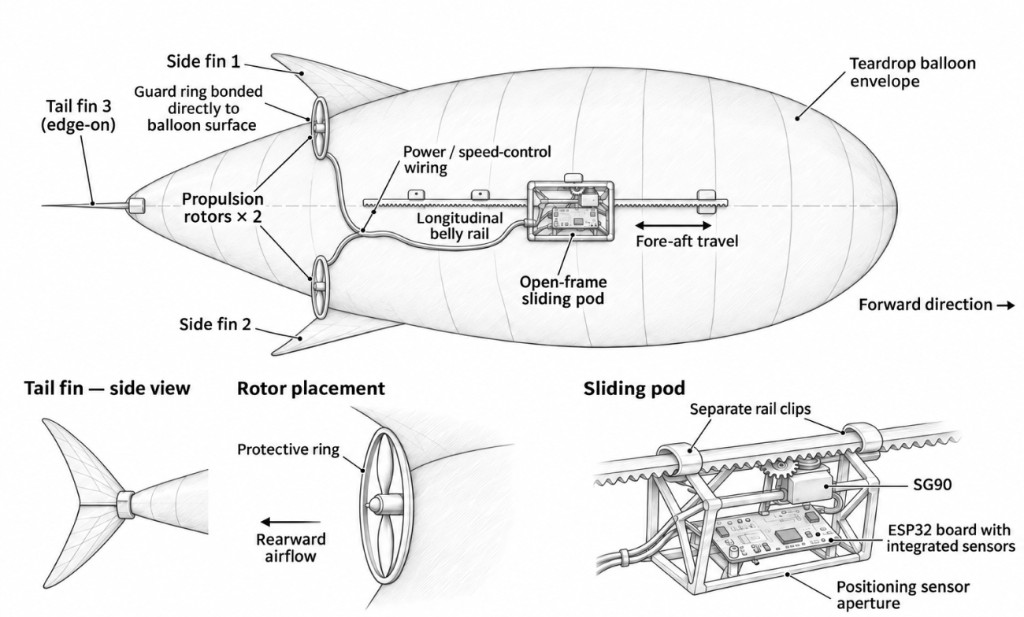 Side fin 1
Teardrop balloon
envelope
Guard ring bonded
directly to
balloon surface
Tail fin 3
(edge-on)
Power / speed-control
wiring
Propulsion
rotors × 2
Longitudinal
belly rail
Fore-aft travel
Open-frame
sliding pod
Side fin 2
Forward direction →
Tail fin — side view
Rotor placement
Sliding pod
Separate rail clips
Protective ring
SG90
Rearward
airflow
ESP32 board with
integrated sensors
Positioning sensor
aperture